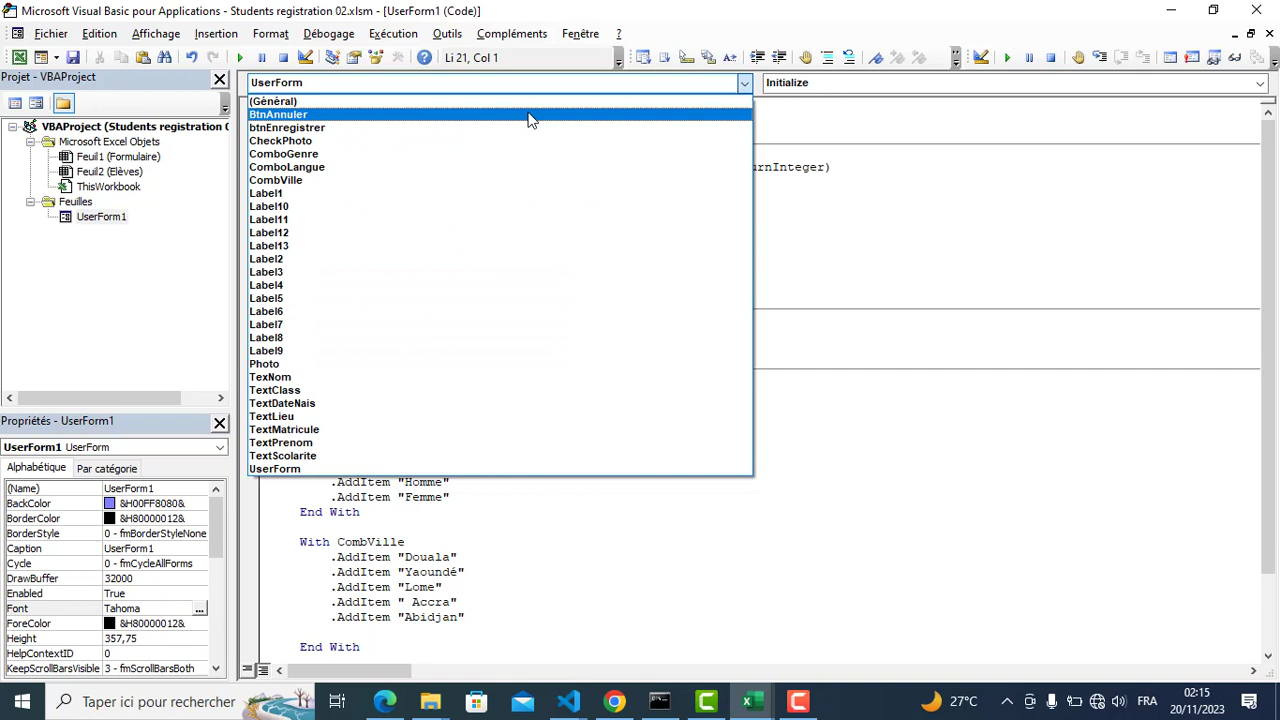 Microsoft Visual Basic pour Applications - Students registration 02.xlsm - [UserForm1 (Code)]
Fichier Edition Affichage Insertion Format Débogage Exécution Outils Compléments Fenêtre ?
Li 21, Col 1
Projet - VBAProject
UserForm
Initialize
VBAProject (Students registration 0
Microsoft Excel Objets
Feuil1 (Formulaire)
Feuil2 (Elèves)
ThisWorkbook
Feuilles
UserForm1
(Général)
BtnAnnuler
btnEnregistrer
CheckPhoto
ComboGenre
ComboLangue
CombVille
Label1
Label10
Label11
Label12
Label13
Label2
Label3
Label4
Label5
Label6
Label7
Label8
Label9
Photo
TexNom
TextClass
TextDateNais
TextLieu
TextMatricule
TextPrenom
TextScolarite
UserForm
urnInteger)
.AddItem "Homme"
.AddItem "Femme"
End With
With CombVille
.AddItem "Douala"
.AddItem "Yaoundé"
.AddItem "Lome"
.AddItem " Accra"
.AddItem "Abidjan"
End With
Propriétés - UserForm1
UserForm1 UserForm
Alphabétique Par catégorie
(Name) UserForm1
BackColor &H00FF8080&
BorderColor &H80000012&
BorderStyle 0 - fmBorderStyleNone
Caption UserForm1
Cycle 0 - fmCycleAllForms
DrawBuffer 32000
Enabled True
Font Tahoma ...
ForeColor &H80000012&
Height 357,75
HelpContextID 0
KeepScrollBarsVisible 3 - fmScrollBarsBoth
Taper ici pour rechercher
27°C
FRA
02:15
20/11/2023